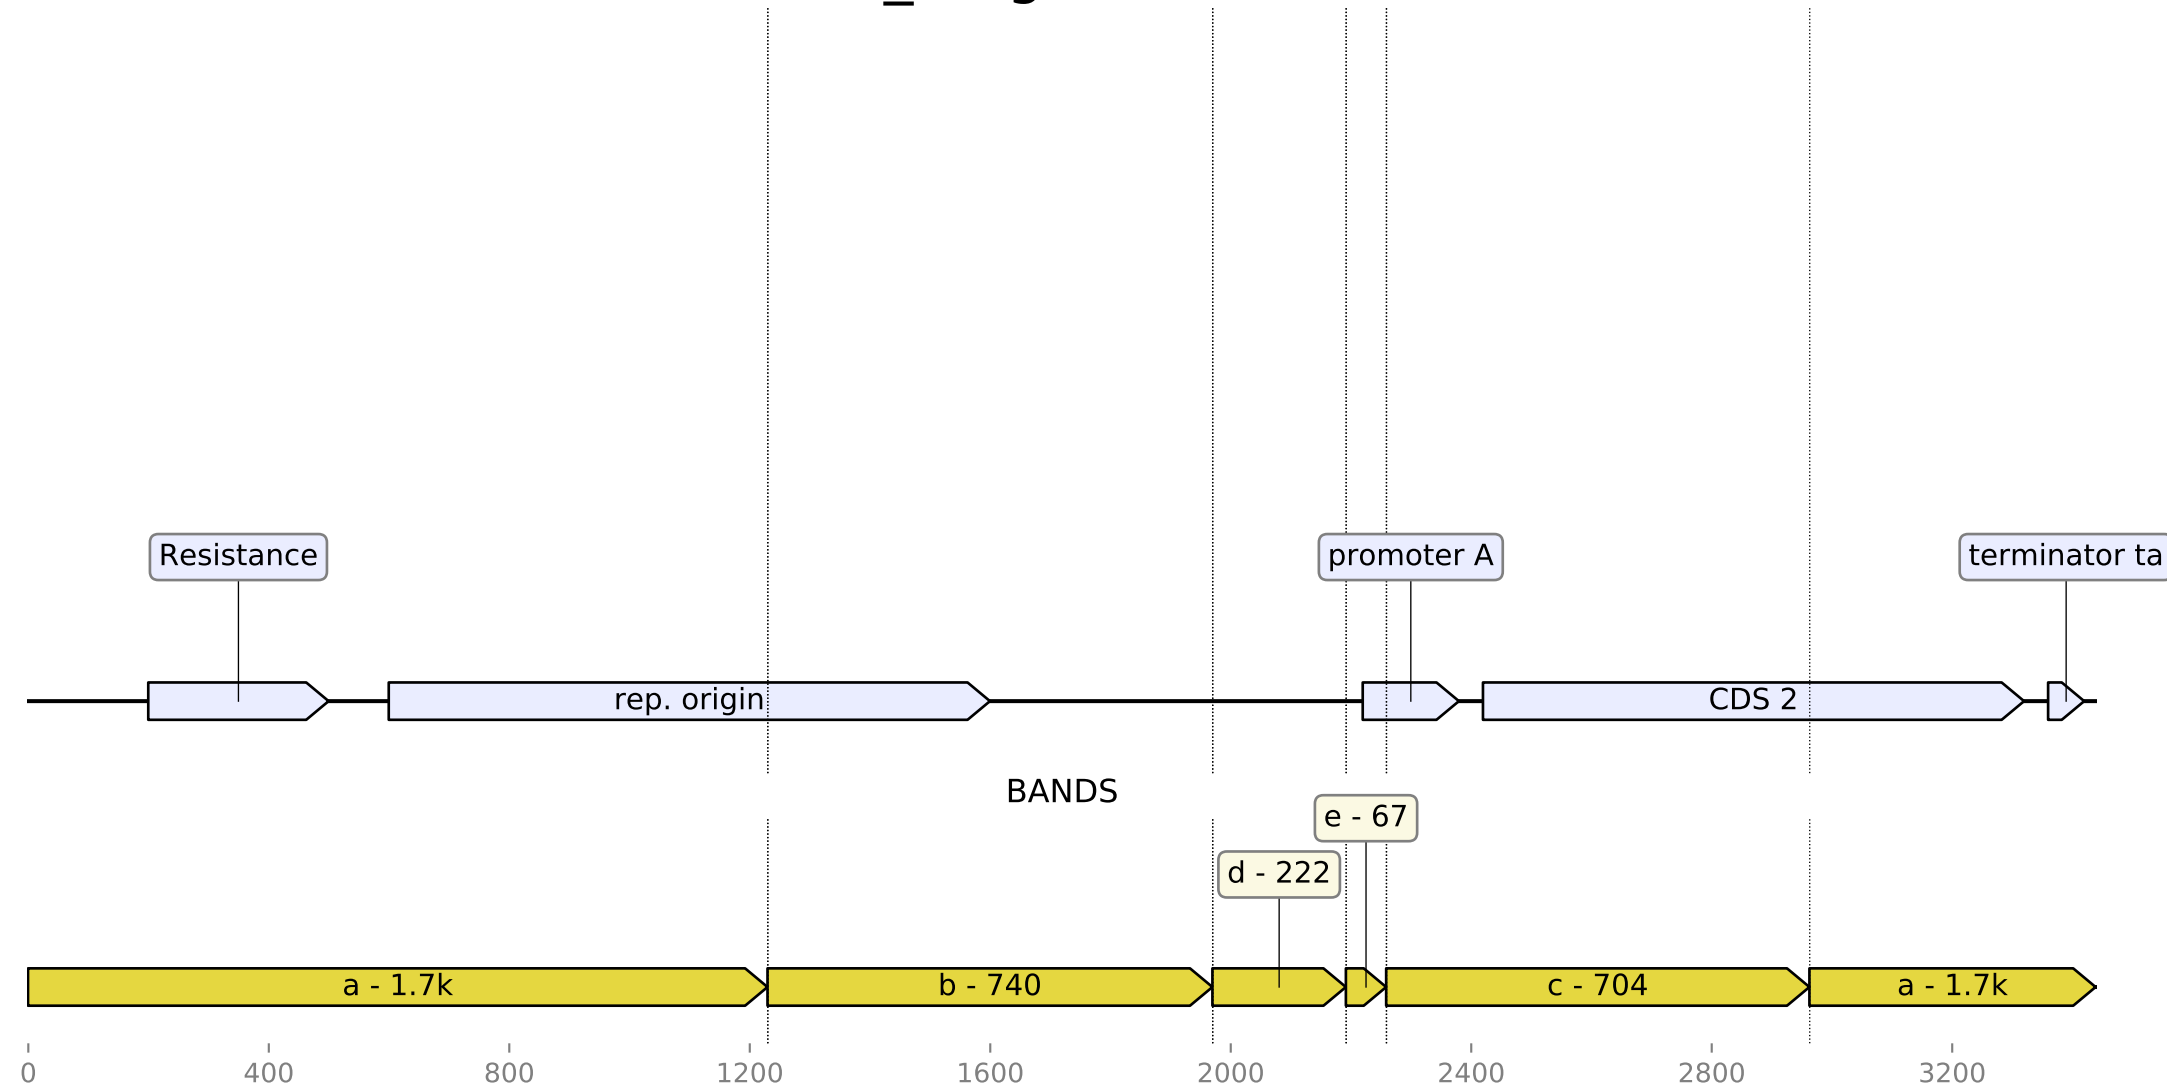 Resistance
promoter A
terminator ta
rep. origin
CDS 2
BANDS
e - 67
d - 222
a - 1.7k
b - 740
c - 704
a - 1.7k
0 400 800 1200 1600 2000 2400 2800 3200